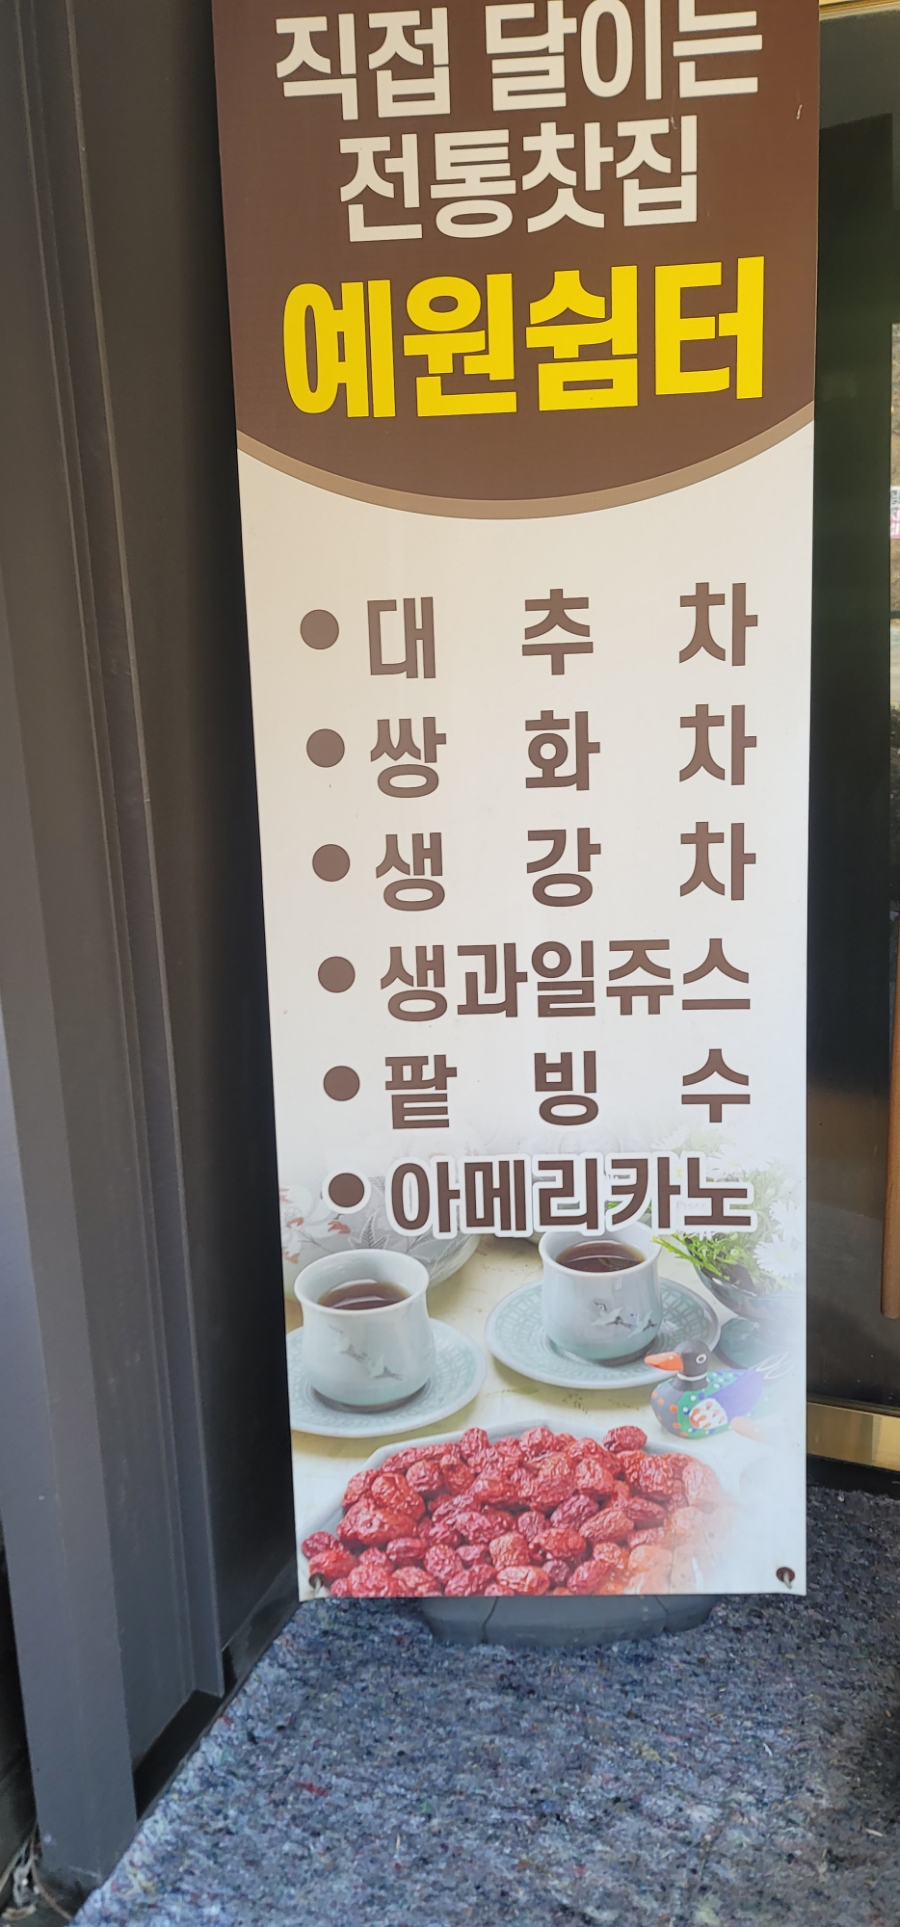 직접 달이는
전통찻집
예원쉼터
• 대 추 차
• 쌍 화 차
• 생 강 차
• 생과일쥬스
• 팥 빙 수
• 아메리카노